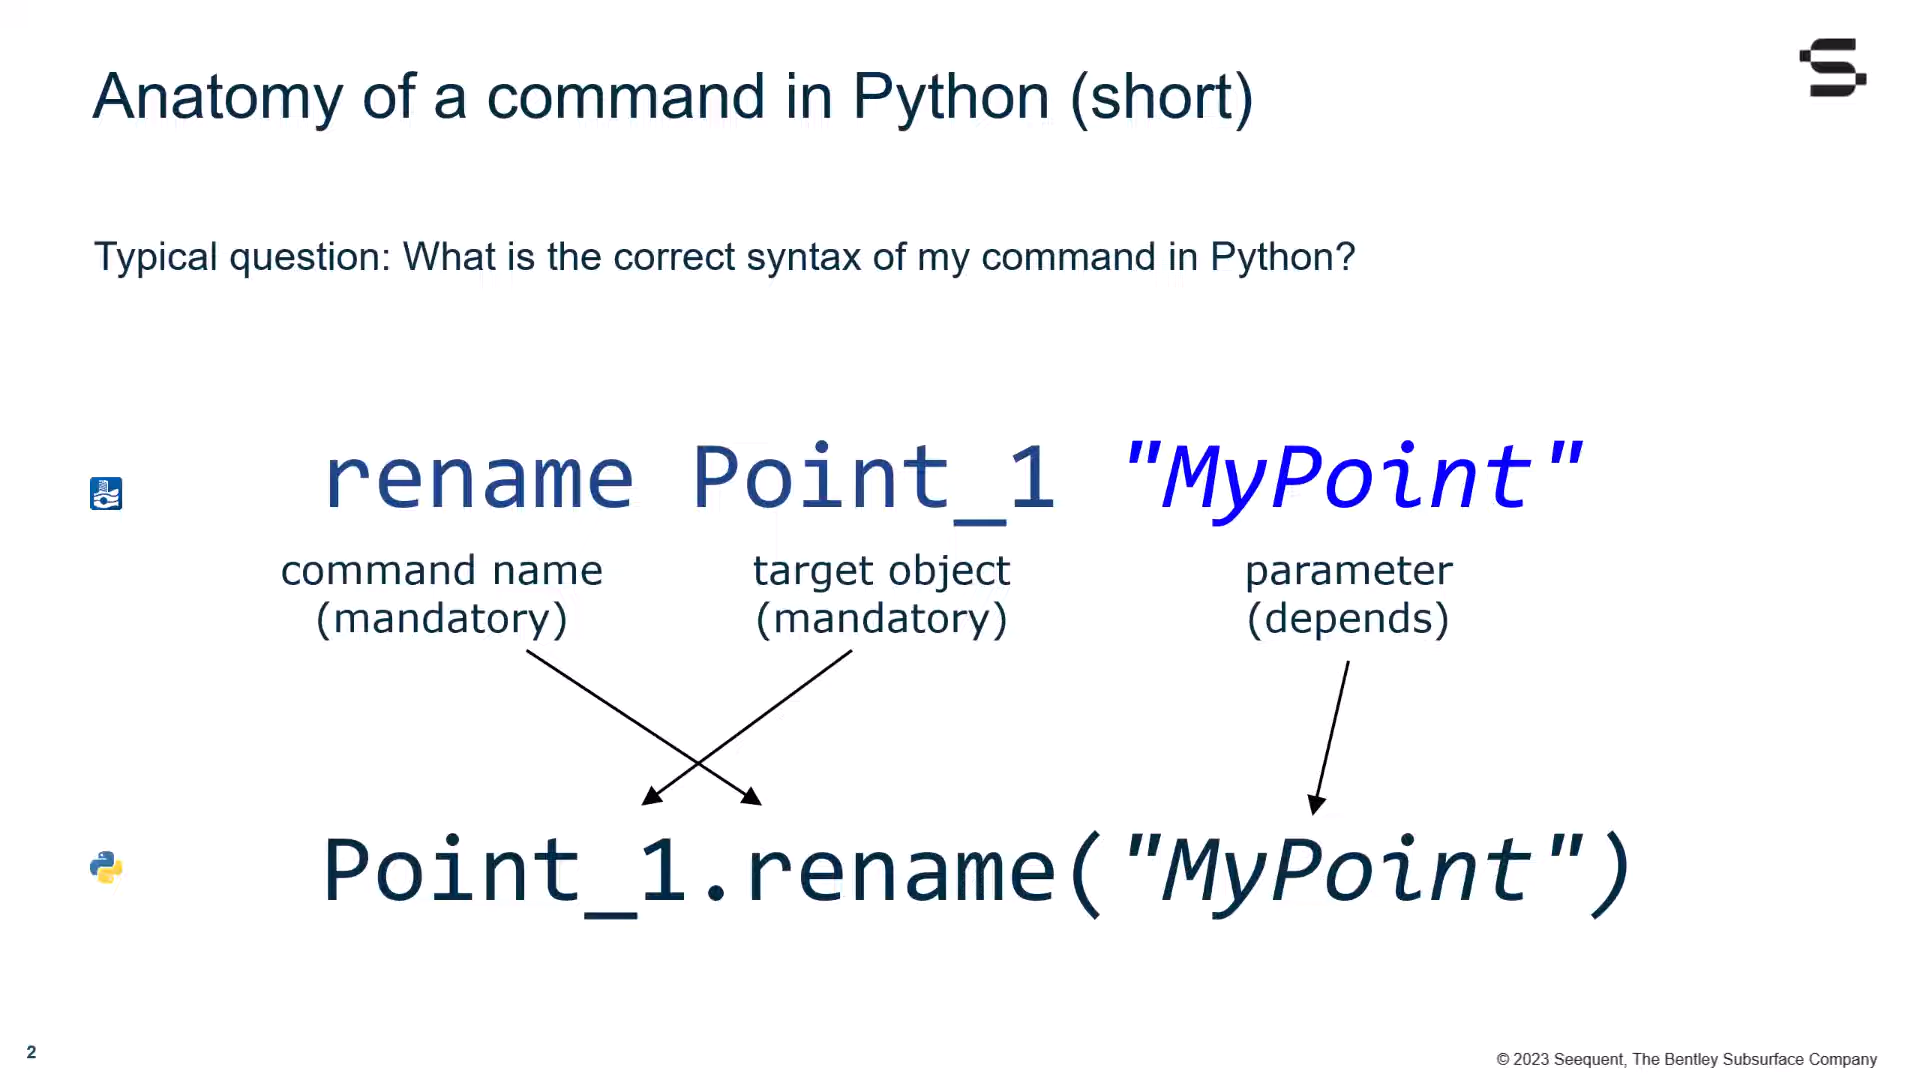 Anatomy of a command in Python (short)
Typical question: What is the correct syntax of my command in Python?
rename Point_1 "MyPoint"
command name target object parameter
(mandatory) (mandatory) (depends)
Point_1.rename("MyPoint")
2
© 2023 Seequent, The Bentley Subsurface Company